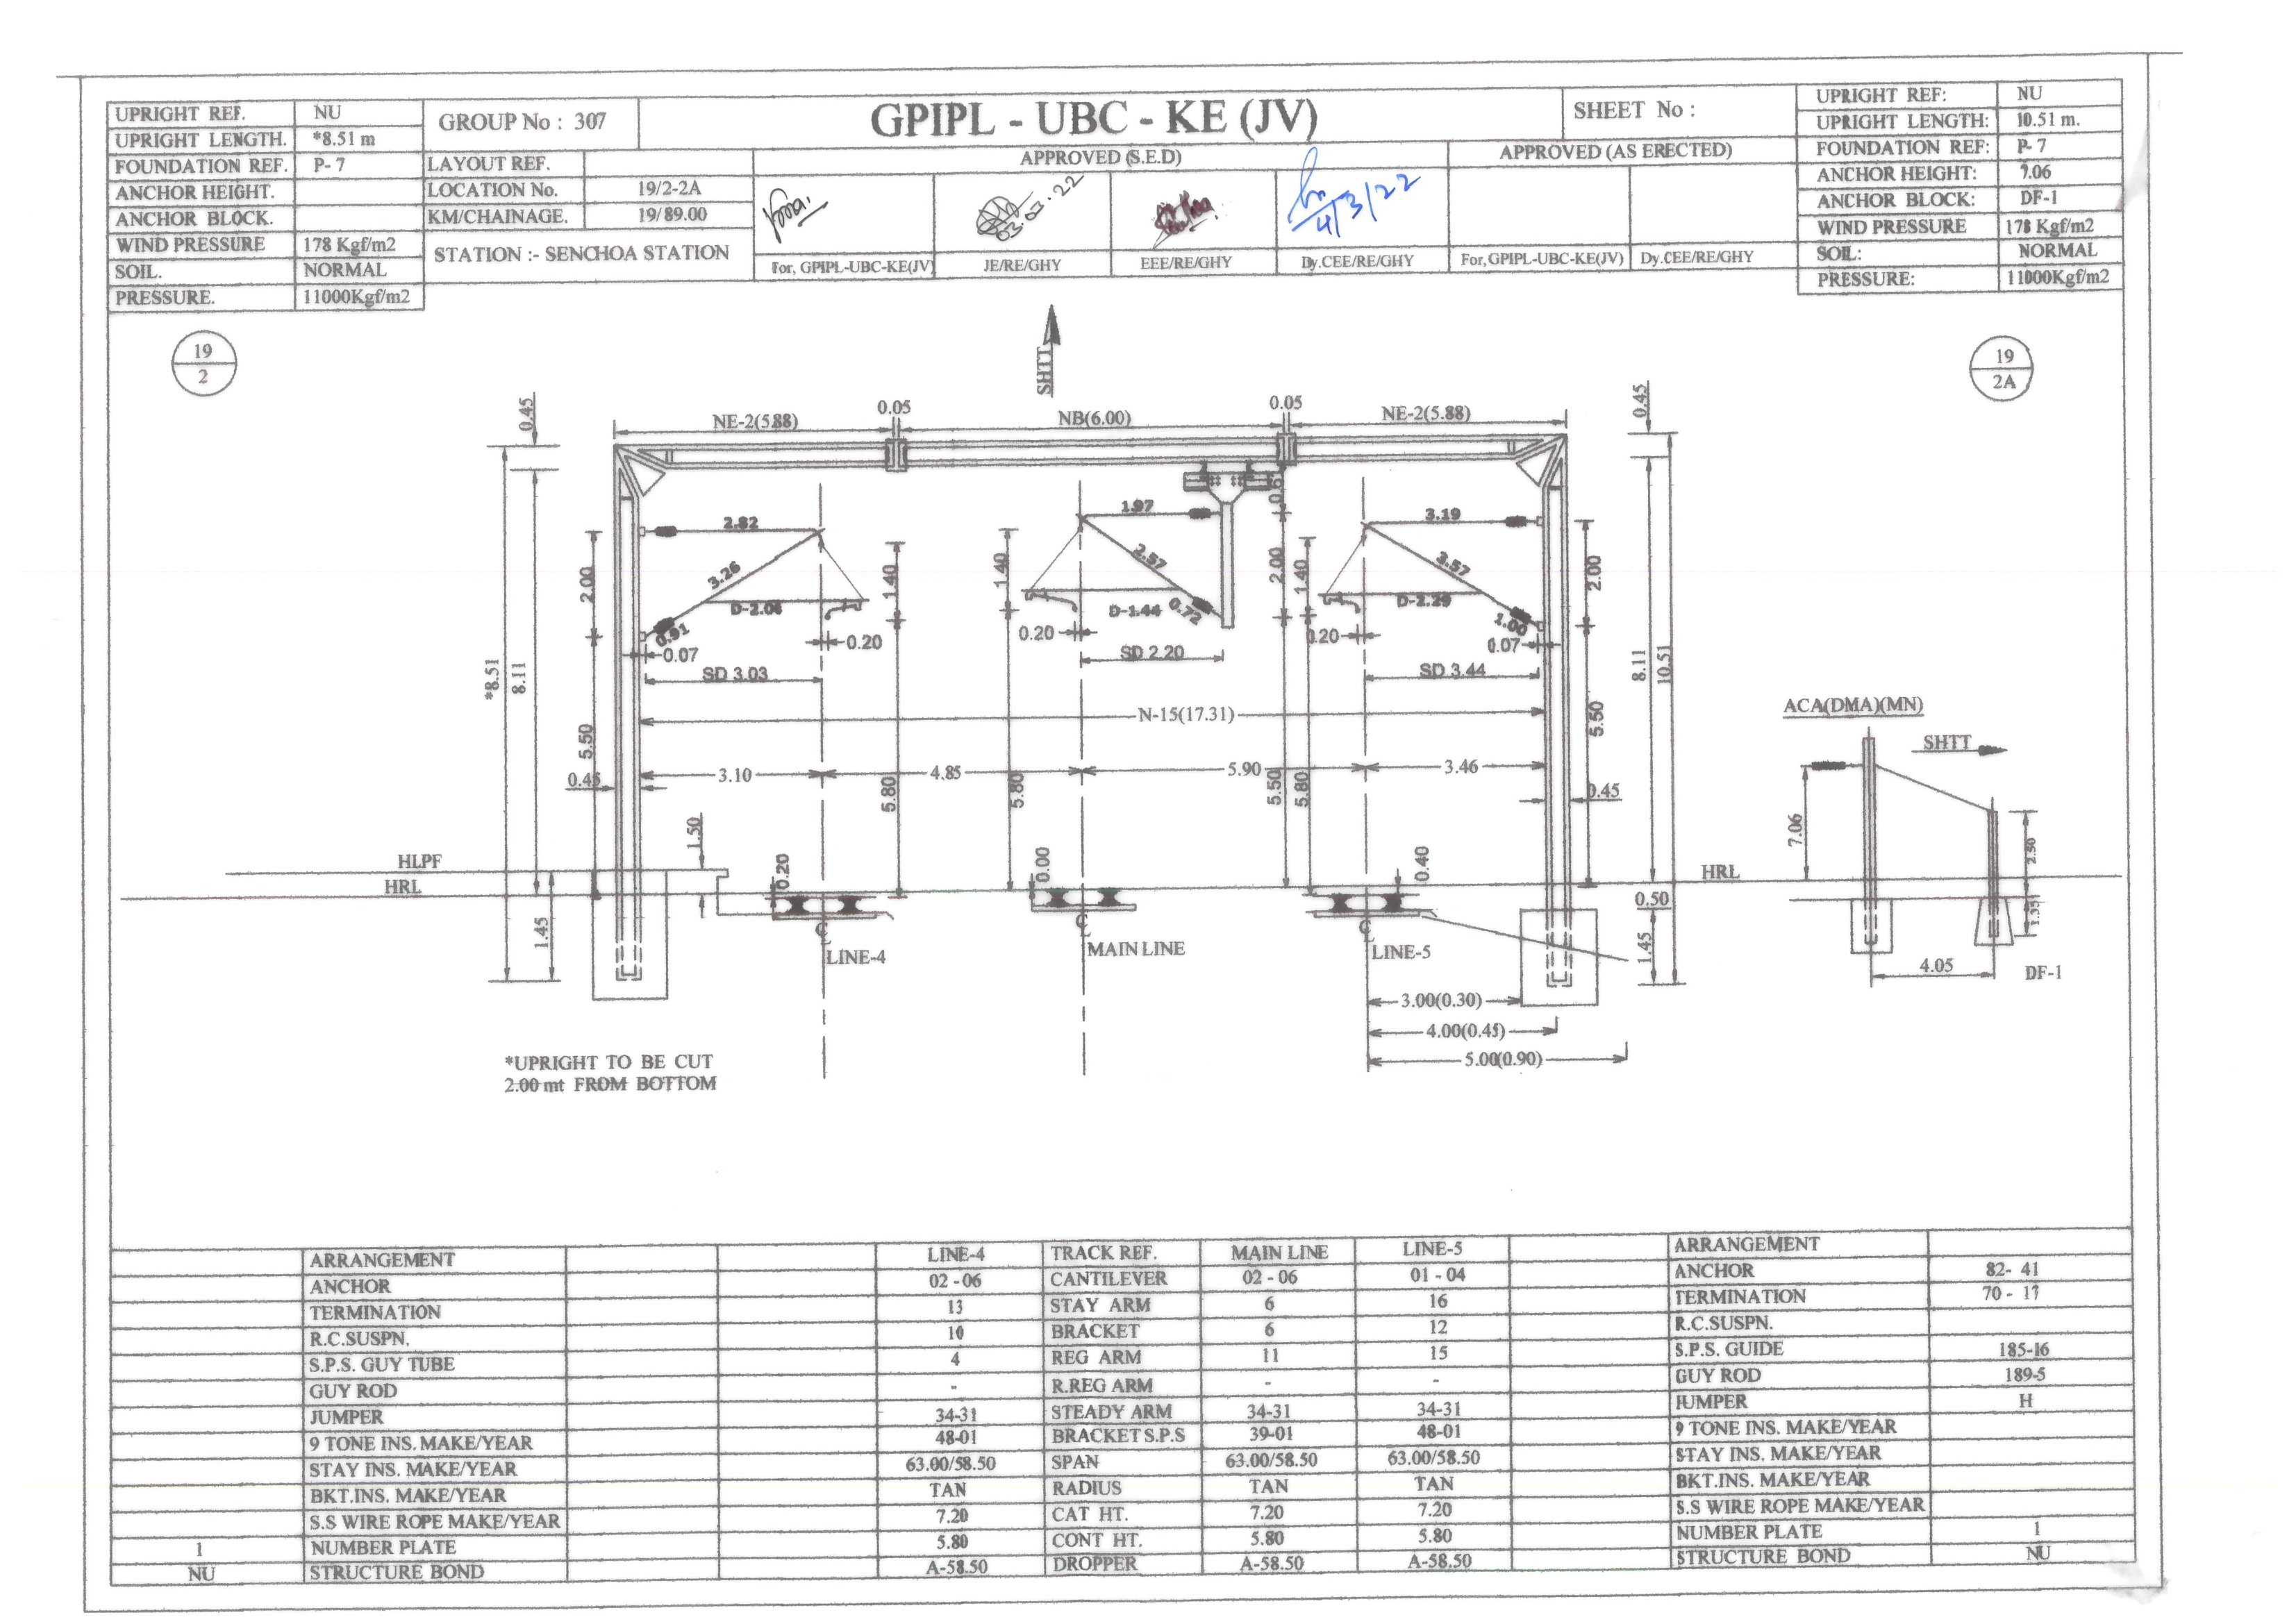 UPRIGHT REF. NU
UPRIGHT LENGTH. *8.51 m
FOUNDATION REF. P- 7
ANCHOR HEIGHT.
ANCHOR BLOCK.
WIND PRESSURE 178 Kgf/m2
SOIL. NORMAL
PRESSURE. 11000Kgf/m2
GROUP No : 307
LAYOUT REF.
LOCATION No. 19/2-2A
KM/CHAINAGE. 19/89.00
STATION :- SENCHOA STATION
GPIPL - UBC - KE (JV)
SHEET No :
APPROVED (S.E.D)
APPROVED (AS ERECTED)
03.03.22
4/3/22
For, GPIPL-UBC-KE(JV) JE/RE/GHY EEE/RE/GHY Dy.CEE/RE/GHY For,GPIPL-UBC-KE(JV) Dy.CEE/RE/GHY
UPRIGHT REF: NU
UPRIGHT LENGTH: 10.51 m.
FOUNDATION REF: P- 7
ANCHOR HEIGHT: 7.06
ANCHOR BLOCK: DF-1
WIND PRESSURE 178 Kgf/m2
SOIL: NORMAL
PRESSURE: 11000Kgf/m2
19
2
SHTT
19
2A
0.45
NE-2(5.88)
0.05
NB(6.00)
0.05
NE-2(5.88)
0.45
2.82
3.26
D-2.06
0.91
2.00
1.40
0.07
0.20
SD 3.03
1.97
2.57
D-1.44
0.72
1.40
0.20
SD 2.20
2.00
1.40
3.19
3.57
D-2.29
1.00
2.00
0.07
SD 3.44
*8.51
8.11
8.11
10.51
N-15(17.31)
5.50
0.45
3.10
4.85
5.90
3.46
5.80
5.80
5.50
5.80
5.50
0.45
ACA(DMA)(MN)
SHTT
7.06
2.50
4.05
DF-1
HLPF
HRL
1.50
1.45
0.20
0.00
0.40
HRL
0.50
1.45
LINE-4
MAIN LINE
LINE-5
3.00(0.30)
4.00(0.45)
5.00(0.90)
*UPRIGHT TO BE CUT
2.00 mt FROM BOTTOM
ARRANGEMENT LINE-4 TRACK REF. MAIN LINE LINE-5 ARRANGEMENT
ANCHOR 02 - 06 CANTILEVER 02 - 06 01 - 04 ANCHOR 82- 41
TERMINATION 13 STAY ARM 6 16 TERMINATION 70 - 17
R.C.SUSPN. 10 BRACKET 6 12 R.C.SUSPN.
S.P.S. GUY TUBE 4 REG ARM 11 15 S.P.S. GUIDE 185-16
GUY ROD - R.REG ARM - - GUY ROD 189-5
JUMPER 34-31 STEADY ARM 34-31 34-31 JUMPER H
9 TONE INS. MAKE/YEAR 48-01 BRACKET S.P.S 39-01 48-01 9 TONE INS. MAKE/YEAR
STAY INS. MAKE/YEAR 63.00/58.50 SPAN 63.00/58.50 63.00/58.50 STAY INS. MAKE/YEAR
BKT.INS. MAKE/YEAR TAN RADIUS TAN TAN BKT.INS. MAKE/YEAR
S.S WIRE ROPE MAKE/YEAR 7.20 CAT HT. 7.20 7.20 S.S WIRE ROPE MAKE/YEAR
1 NUMBER PLATE 5.80 CONT HT. 5.80 5.80 NUMBER PLATE 1
NU STRUCTURE BOND A-58.50 DROPPER A-58.50 A-58.50 STRUCTURE BOND NU